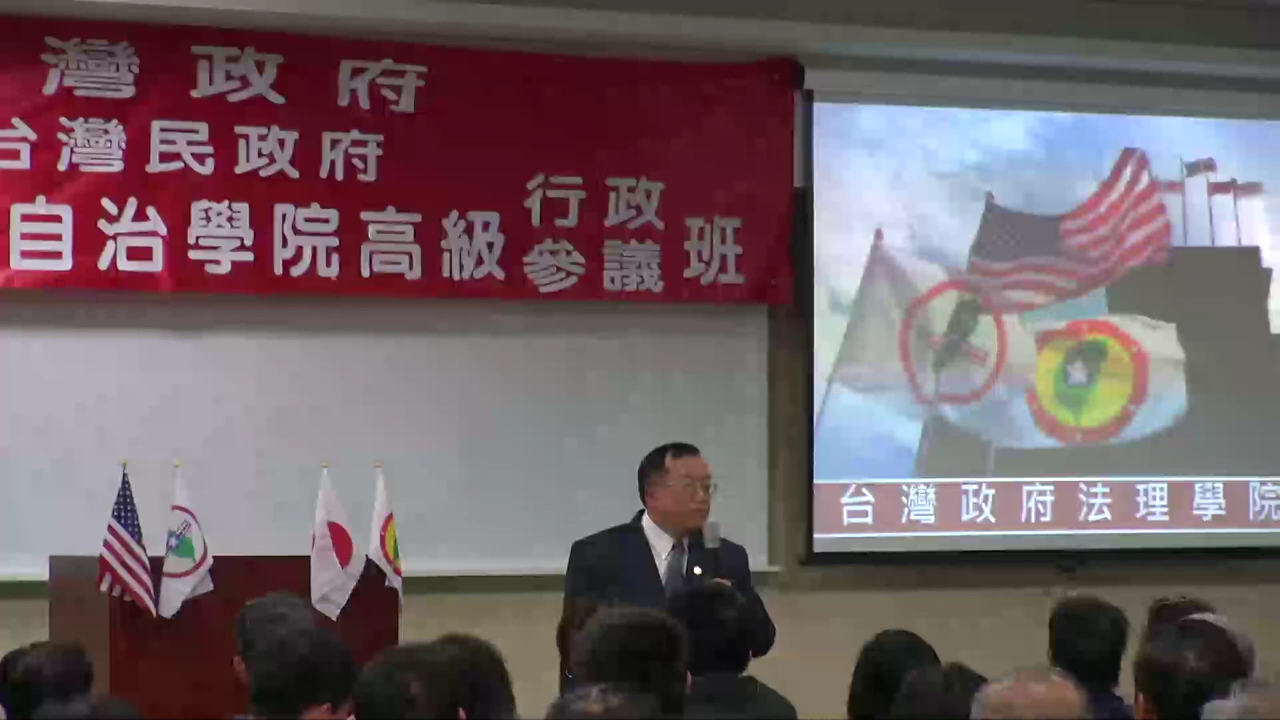 灣政府
台灣民政府
自治學院高級行政參議班
台灣政府法理學院